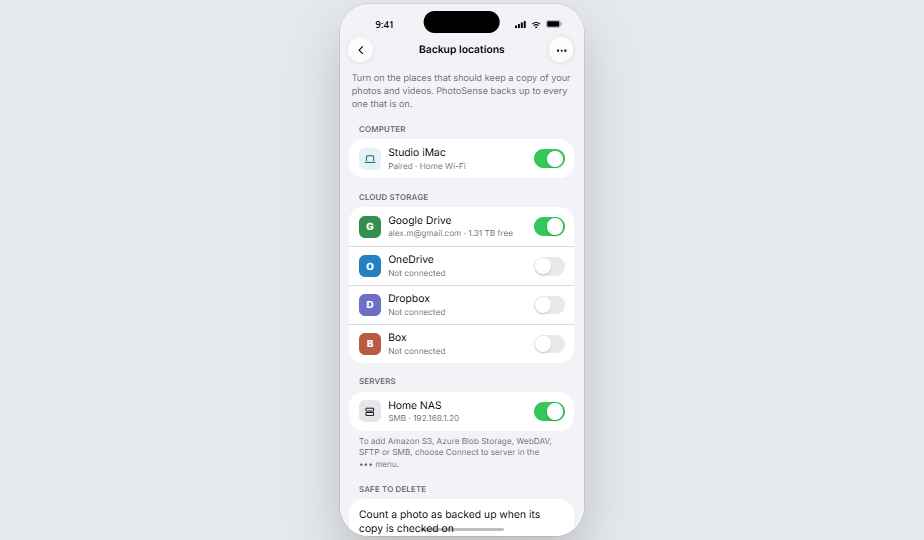 9:41
Backup locations
Turn on the places that should keep a copy of your
photos and videos. PhotoSense backs up to every
one that is on.
COMPUTER
Studio iMac
Paired · Home Wi-Fi
CLOUD STORAGE
G
Google Drive
alex.m@gmail.com · 1.31 TB free
O
OneDrive
Not connected
D
Dropbox
Not connected
B
Box
Not connected
SERVERS
Home NAS
SMB · 192.168.1.20
To add Amazon S3, Azure Blob Storage, WebDAV,
SFTP or SMB, choose Connect to server in the
••• menu.
SAFE TO DELETE
Count a photo as backed up when its
copy is checked on